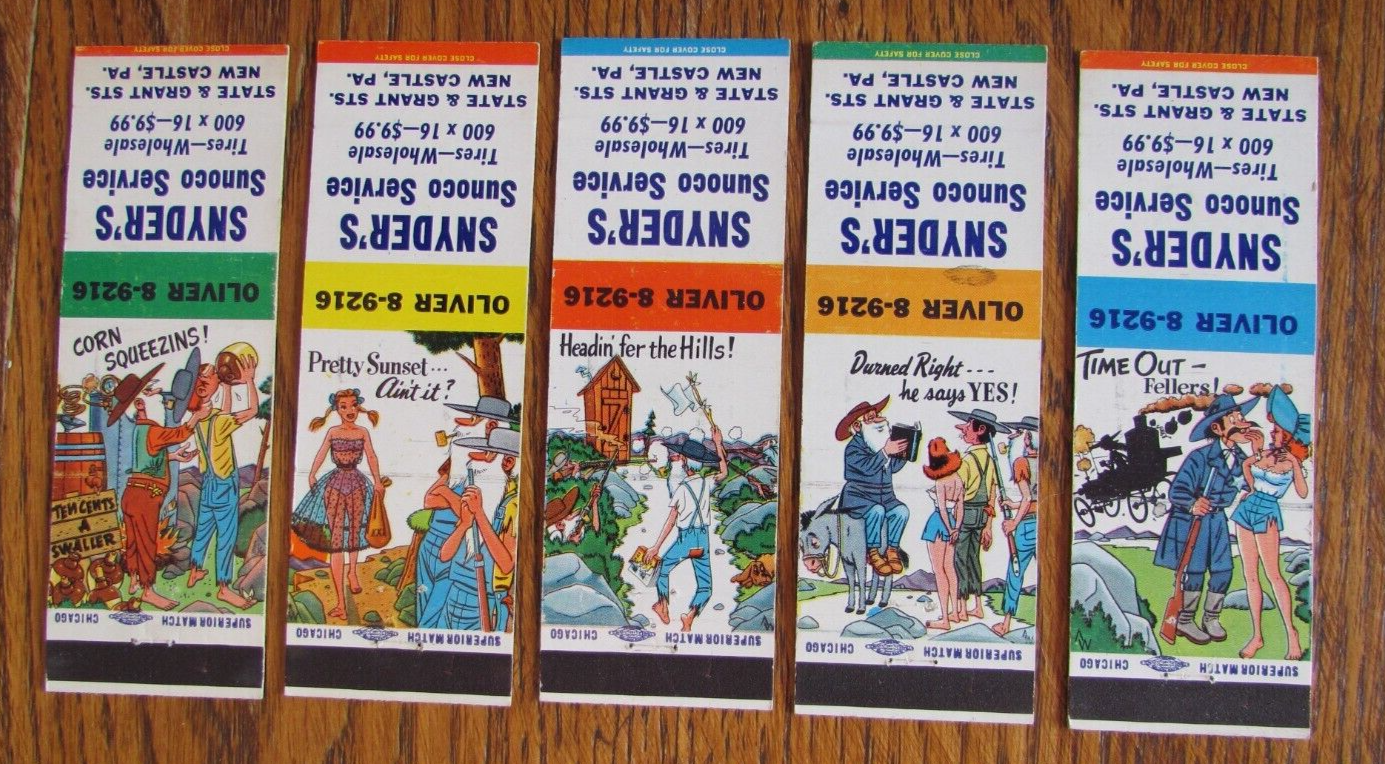 CLOSE COVER FOR SAFETY
NEW CASTLE, PA.
STATE & GRANT STS.
600 x 16—$9.99
Tires—Wholesale
Sunoco Service
SNYDER'S
OLIVER 8-9216
CORN
SQUEEZINS!
TEN CENTS
A
SWALLER
SUPERIOR MATCH CHICAGO
CLOSE COVER FOR SAFETY
NEW CASTLE, PA.
STATE & GRANT STS.
600 x 16—$9.99
Tires—Wholesale
Sunoco Service
SNYDER'S
OLIVER 8-9216
Pretty Sunset...
Ain't it?
SUPERIOR MATCH CHICAGO
CLOSE COVER FOR SAFETY
NEW CASTLE, PA.
STATE & GRANT STS.
600 x 16—$9.99
Tires—Wholesale
Sunoco Service
SNYDER'S
OLIVER 8-9216
Headin' fer the Hills!
SUPERIOR MATCH CHICAGO
CLOSE COVER FOR SAFETY
NEW CASTLE, PA.
STATE & GRANT STS.
600 x 16—$9.99
Tires—Wholesale
Sunoco Service
SNYDER'S
OLIVER 8-9216
Durned Right---
he says YES!
SUPERIOR MATCH CHICAGO
CLOSE COVER FOR SAFETY
NEW CASTLE, PA.
STATE & GRANT STS.
600 x 16—$9.99
Tires—Wholesale
Sunoco Service
SNYDER'S
OLIVER 8-9216
TIME OUT—
Fellers!
SUPERIOR MATCH CHICAGO